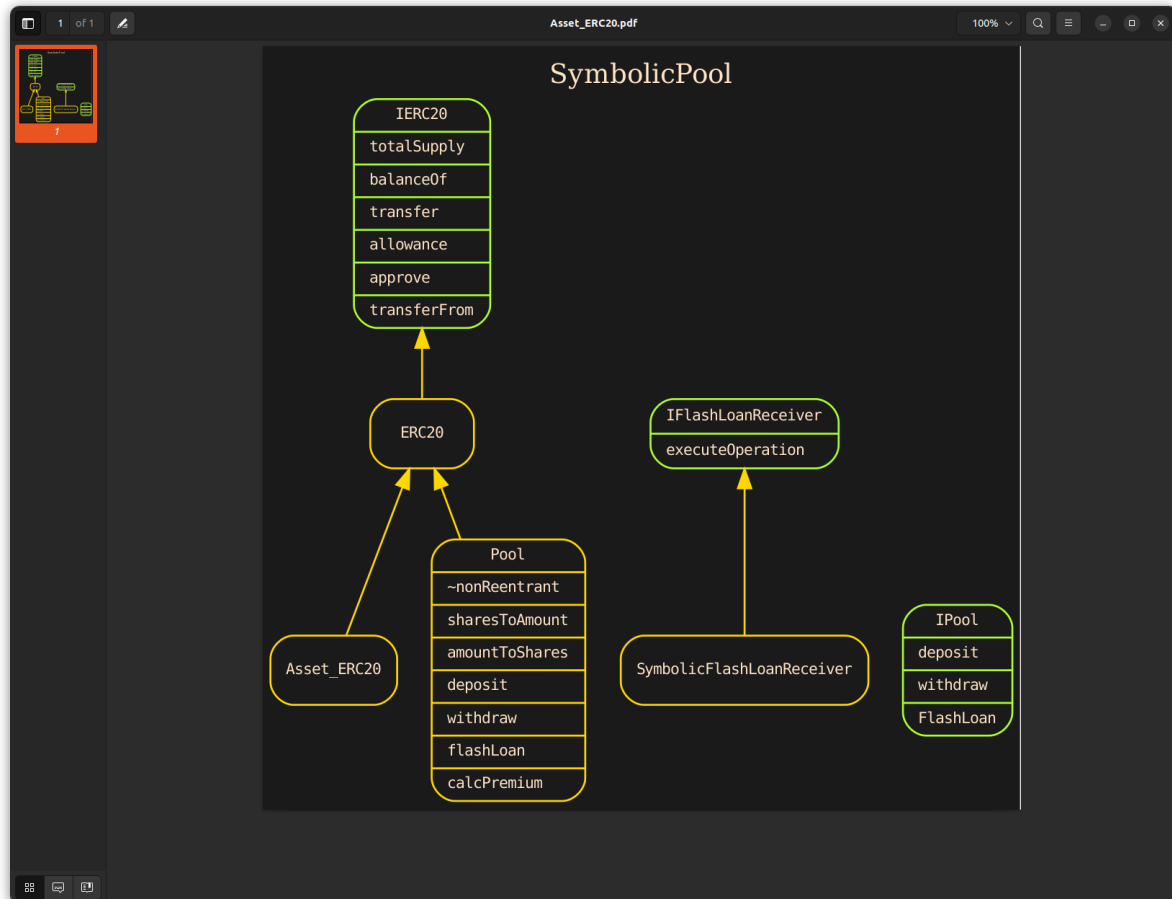 1 of 1
Asset_ERC20.pdf
100%
1
SymbolicPool
IERC20
totalSupply
balanceOf
transfer
allowance
approve
transferFrom
ERC20
IFlashLoanReceiver
executeOperation
Pool
~nonReentrant
sharesToAmount
amountToShares
deposit
withdraw
flashLoan
calcPremium
Asset_ERC20
SymbolicFlashLoanReceiver
IPool
deposit
withdraw
FlashLoan